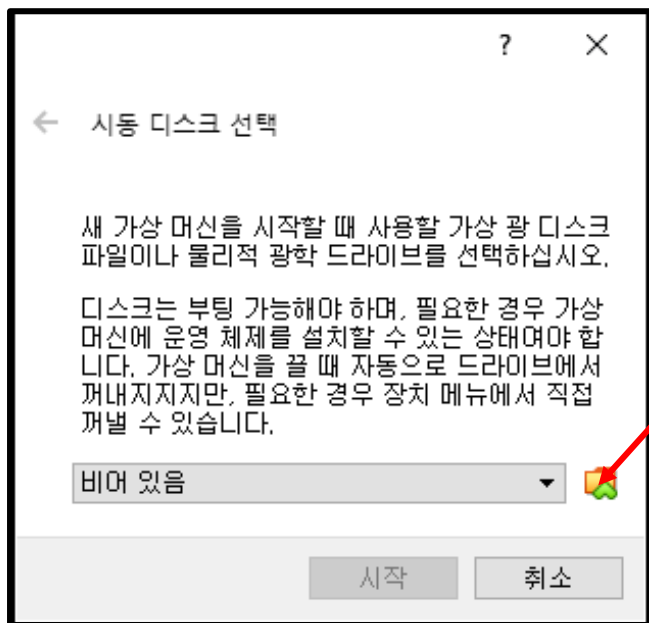 ?
시동 디스크 선택
새 가상 머신을 시작할 때 사용할 가상 광 디스크
파일이나 물리적 광학 드라이브를 선택하십시오.
디스크는 부팅 가능해야 하며, 필요한 경우 가상
머신에 운영 체제를 설치할 수 있는 상태여야 합
니다. 가상 머신을 끌 때 자동으로 드라이브에서
꺼내지지지만, 필요한 경우 장치 메뉴에서 직접
꺼낼 수 있습니다.
비어 있음
시작 취소